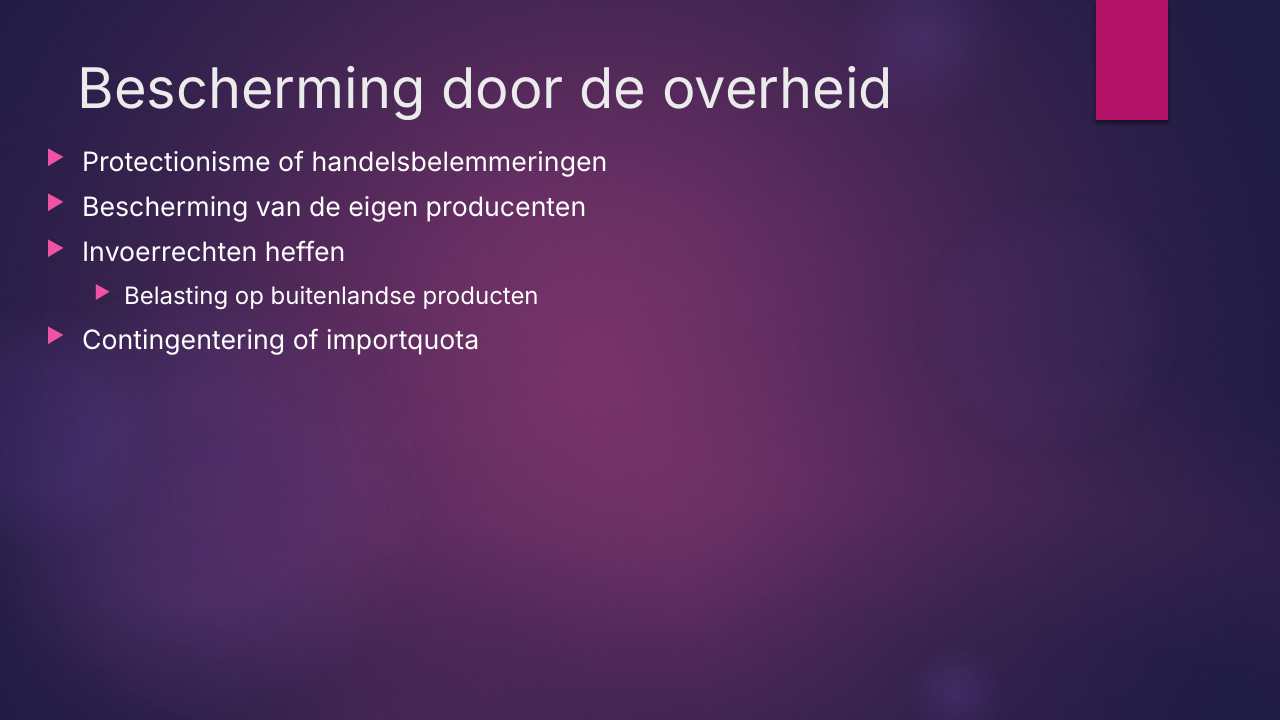 Bescherming door de overheid
Protectionisme of handelsbelemmeringen
Bescherming van de eigen producenten
Invoerrechten heffen
Belasting op buitenlandse producten
Contingentering of importquota